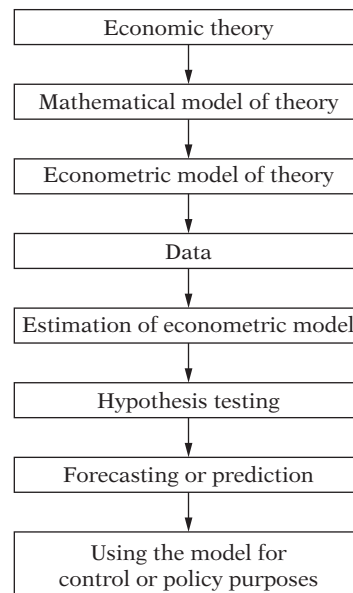 Economic theory
Mathematical model of theory
Econometric model of theory
Data
Estimation of econometric model
Hypothesis testing
Forecasting or prediction
Using the model for
control or policy purposes